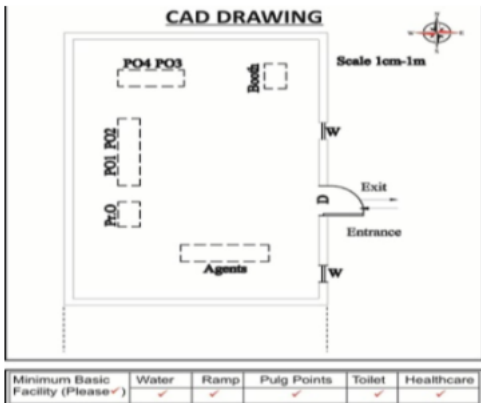 CAD DRAWING
PO4 PO3
Booth
Scale 1cm-1m
W
PO1 PO2
D
Exit
Pr.O
Entrance
Agents
W
Minimum Basic Facility (Please✓) Water Ramp Pulg Points Toilet Healthcare
✓ ✓ ✓ ✓ ✓